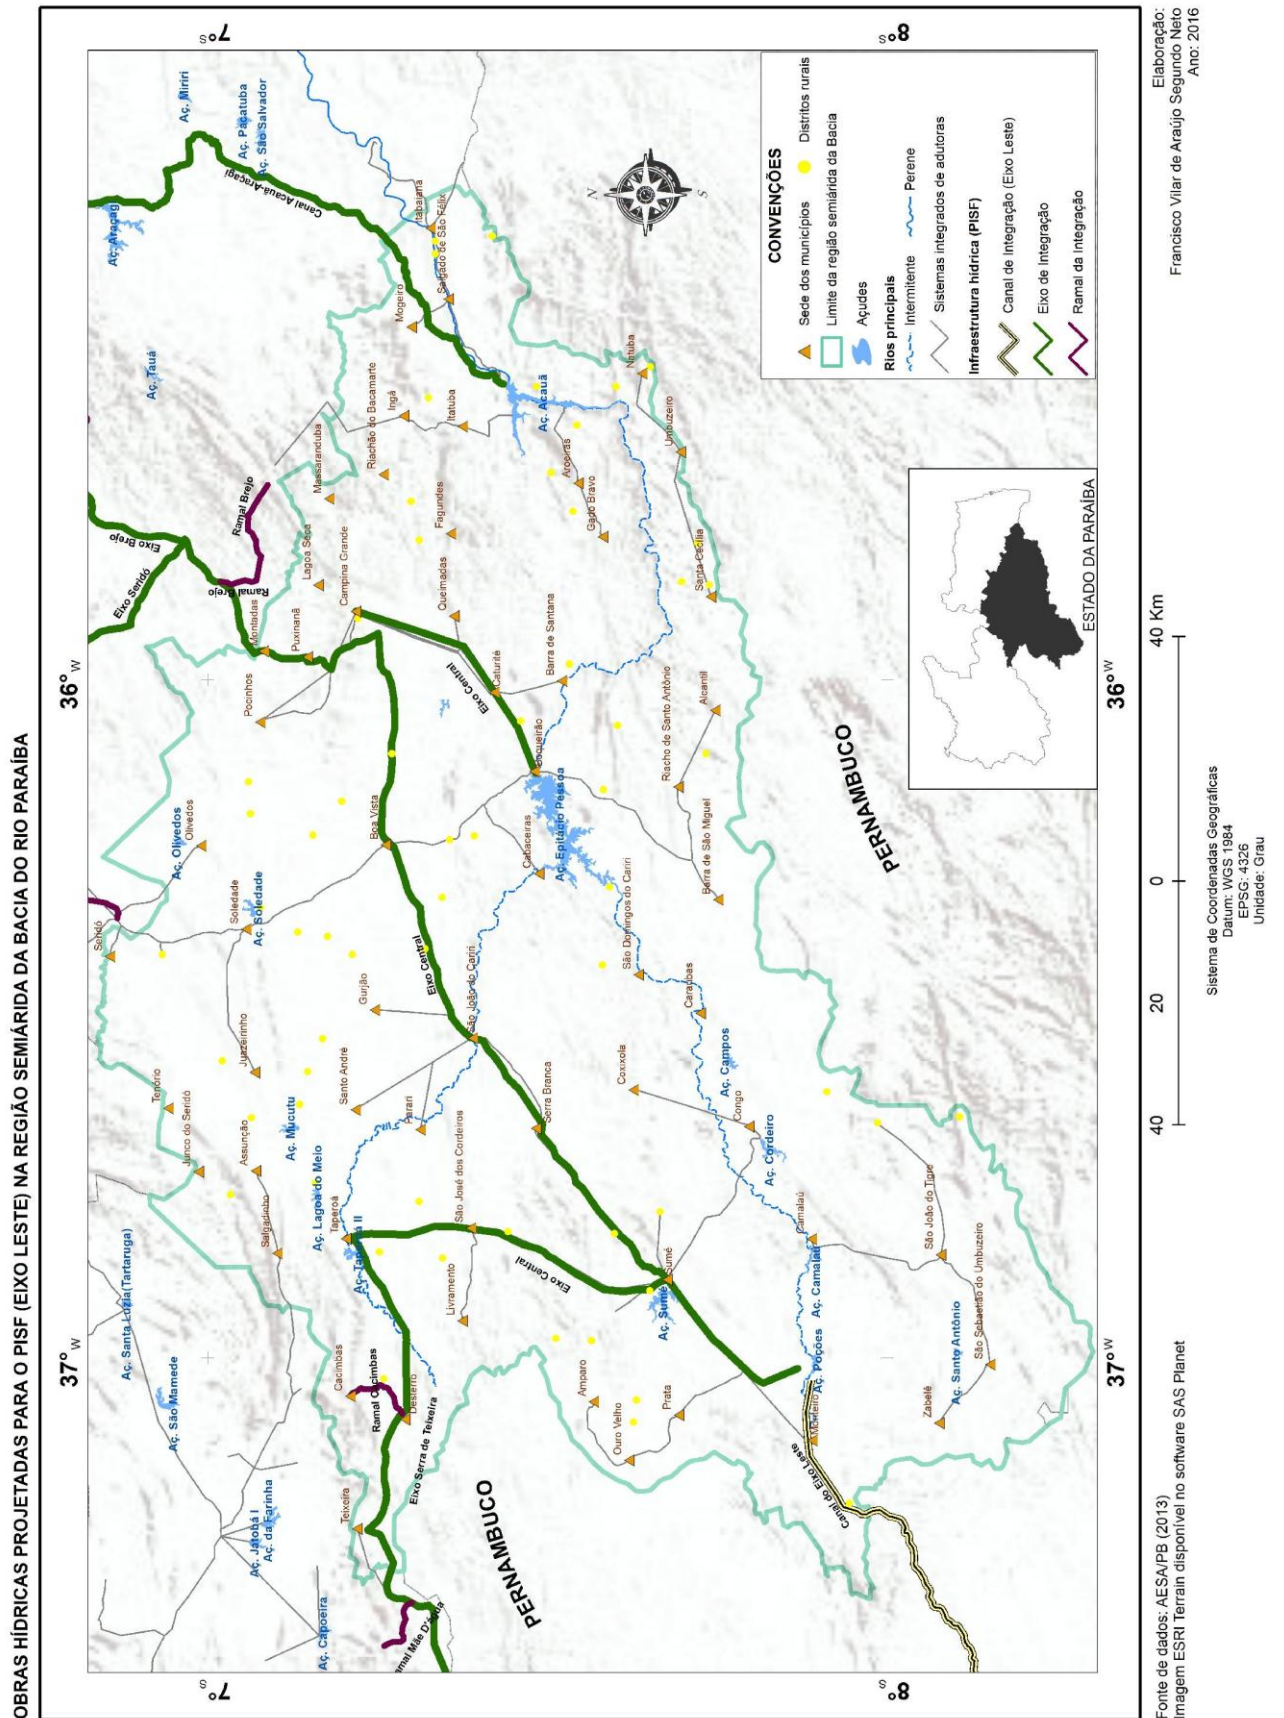 OBRAS HÍDRICAS PROJETADAS PARA O PISF (EIXO LESTE) NA REGIÃO SEMIÁRIDA DA BACIA DO RIO PARAÍBA
37° W
36° W
7° S
7° S
8° S
8° S
37° W
36° W
Aç. Santa Luzia(Tartaruga)
Aç. São Mamede
Aç. Jatobá I
Aç. da Farinha
Aç. Capoeira
Teixeira
Ramal Mãe D'água
Cacimbas
Ramal Cacimbas
Desterro
Eixo Serra de Teixeira
PERNAMBUCO
Salgadinho
Assunção
Junco do Seridó
Tenório
Juazeirinho
Seridó
Soledade
Aç. Soledade
Aç. Olivedos
Olivedos
Pocinhos
Aç. Mucutu
Aç. Lagoa do Meio
Taperoá
Aç. Taperoá II
Livramento
São José dos Cordeiros
Eixo Central
Parari
Santo André
Gurjão
São João do Cariri
Eixo Central
Boa Vista
Serra Branca
Sumé
Aç. Sumé
Amparo
Ouro Velho
Prata
Monteiro
Canal do Eixo Leste
Aç. Poções
Aç. Camalaú
Camalaú
Zabelê
Aç. Santo Antônio
São Sebastião do Umbuzeiro
São João do Tigre
Congo
Aç. Cordeiro
Coxixola
Aç. Campos
Caraúbas
São Domingos do Cariri
Cabaceiras
Aç. Epitácio Pessoa
Boqueirão
Barra de São Miguel
Riacho de Santo Antônio
Alcantil
Barra de Santana
Caturité
Eixo Central
Queimadas
Campina Grande
Lagoa Seca
Puxinanã
Montadas
Ramal Brejo
Ramal Brejo
Eixo Seridó
Eixo Brejo
Massaranduba
Fagundes
Riachão do Bacamarte
Ingá
Itatuba
Aç. Acauã
Aroeiras
Gado Bravo
Santa Cecília
Umbuzeiro
Natuba
Mogeiro
Salgado de São Félix
Itabaiana
Canal Acauã-Araçagi
Aç. Tauá
Aç. Araçagi
Aç. Miriri
Aç. Pacatuba
Aç. São Salvador
PERNAMBUCO
N
S
CONVENÇÕES
Sede dos municípios
Distritos rurais
Limite da região semiárida da Bacia
Açudes
Rios principais
Intermitente
Perene
Sistemas integrados de adutoras
Infraestrutura hídrica (PISF)
Canal de Integração (Eixo Leste)
Eixo de Integração
Ramal da Integração
ESTADO DA PARAÍBA
40
20
0
40 Km
Fonte de dados: AESA/PB (2013)
Imagem ESRI Terrain disponível no software SAS Planet
Sistema de Coordenadas Geográficas
Datum: WGS 1984
EPSG: 4326
Unidade: Grau
Elaboração:
Francisco Vilar de Araújo Segundo Neto
Ano: 2016